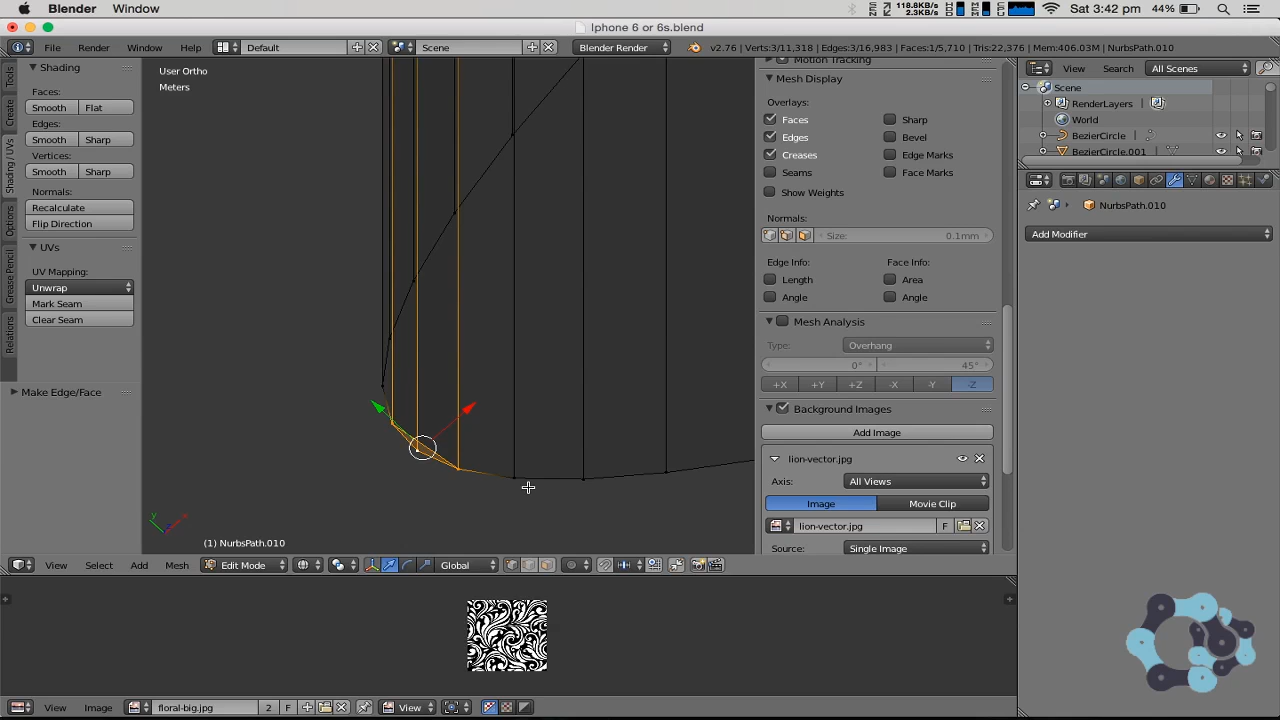 Blender Window 118.8KB/s 2.3KB/s Sat 3:42 pm 44%
Iphone 6 or 6s.blend
File Render Window Help Default Scene Blender Render v2.76 | Verts:3/11,318 | Edges:3/16,983 | Faces:1/5,710 | Tris:22,376 | Mem:406.03M | NurbsPath.010 View Search All Scenes
Tools
Create
Shading / UVs
Options
Grease Pencil
Relations
Shading
Faces:
Smooth Flat
Edges:
Smooth Sharp
Vertices:
Smooth Sharp
Normals:
Recalculate
Flip Direction
UVs
UV Mapping:
Unwrap
Mark Seam
Clear Seam
Make Edge/Face
User Ortho
Meters
(1) NurbsPath.010
Motion Tracking
Mesh Display
Overlays:
Faces Sharp
Edges Bevel
Creases Edge Marks
Seams Face Marks
Show Weights
Normals:
Size: 0.1mm
Edge Info: Face Info:
Length Area
Angle Angle
Mesh Analysis
Type: Overhang
0° 45°
+X +Y +Z -X -Y -Z
Background Images
Add Image
lion-vector.jpg
Axis: All Views
Image Movie Clip
lion-vector.jpg F
Source: Single Image
Scene
RenderLayers
World
BezierCircle
BezierCircle.001
NurbsPath.010
Add Modifier
View Select Add Mesh Edit Mode Global
View Image floral-big.jpg 2 F View